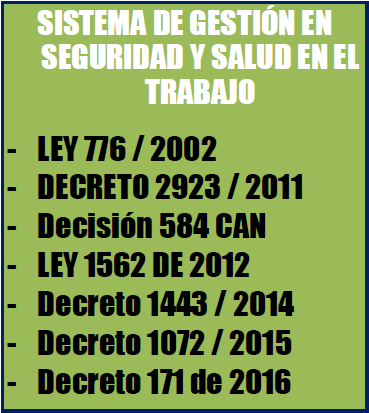 SISTEMA DE GESTIÓN EN
SEGURIDAD Y SALUD EN EL
TRABAJO
- LEY 776 / 2002
- DECRETO 2923 / 2011
- Decisión 584 CAN
- LEY 1562 DE 2012
- Decreto 1443 / 2014
- Decreto 1072 / 2015
- Decreto 171 de 2016